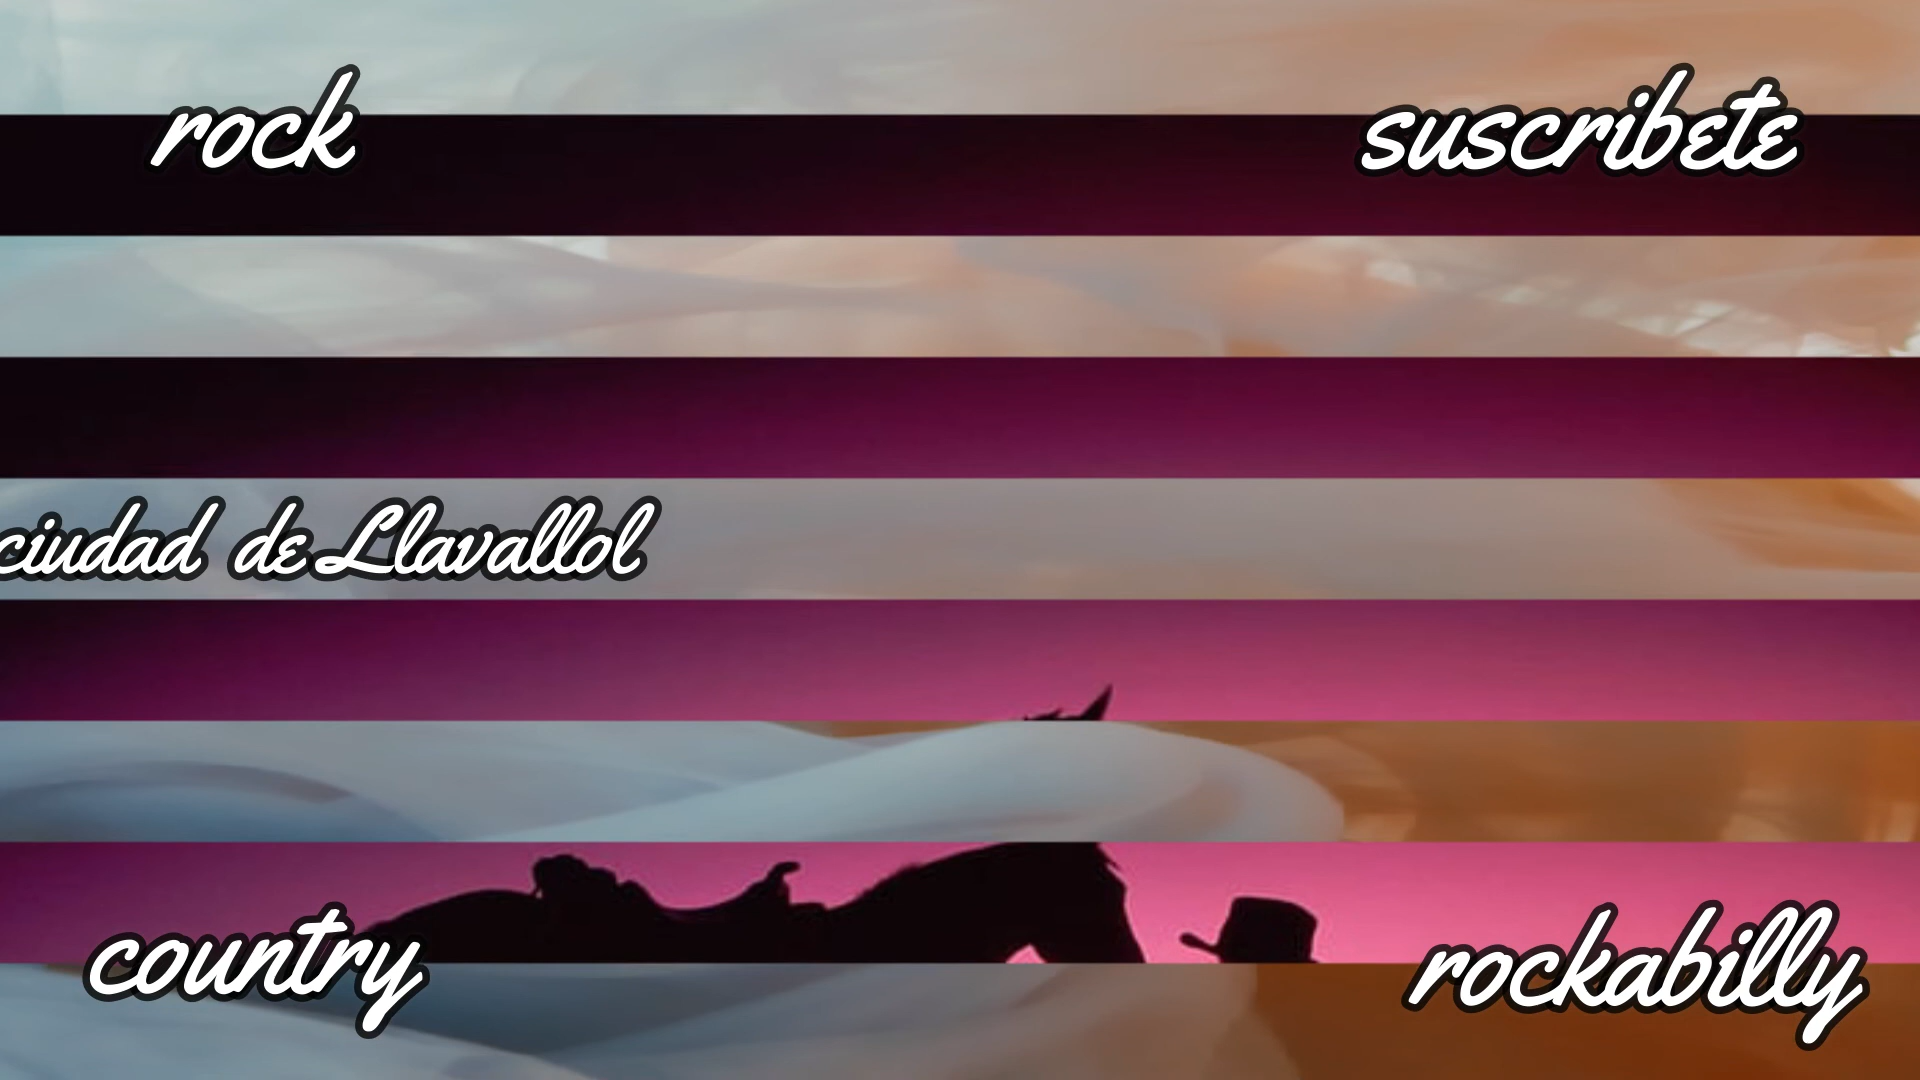 rock
suscribete
ciudad de Llavallol
country
rockabilly